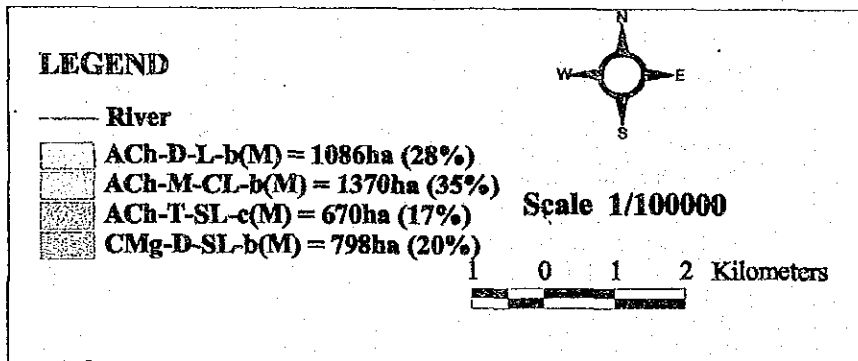 N
LEGEND
W E
S
River
ACh-D-L-b(M) = 1086ha (28%)
ACh-M-CL-b(M) = 1370ha (35%)
ACh-T-SL-c(M) = 670ha (17%)
Scale 1/100000
CMg-D-SL-b(M) = 798ha (20%)
1 0 1 2 Kilometers